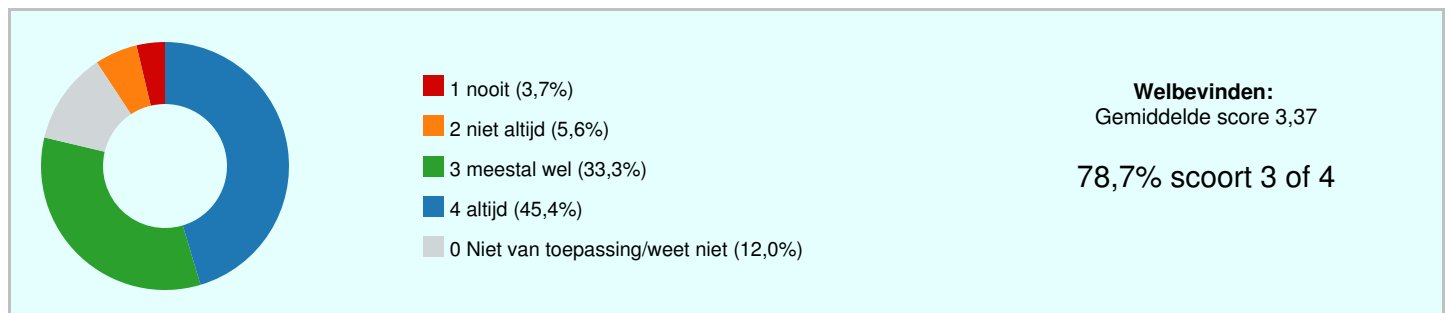 1 nooit (3,7%)
2 niet altijd (5,6%)
3 meestal wel (33,3%)
4 altijd (45,4%)
0 Niet van toepassing/weet niet (12,0%)
Welbevinden:
Gemiddelde score 3,37
78,7% scoort 3 of 4